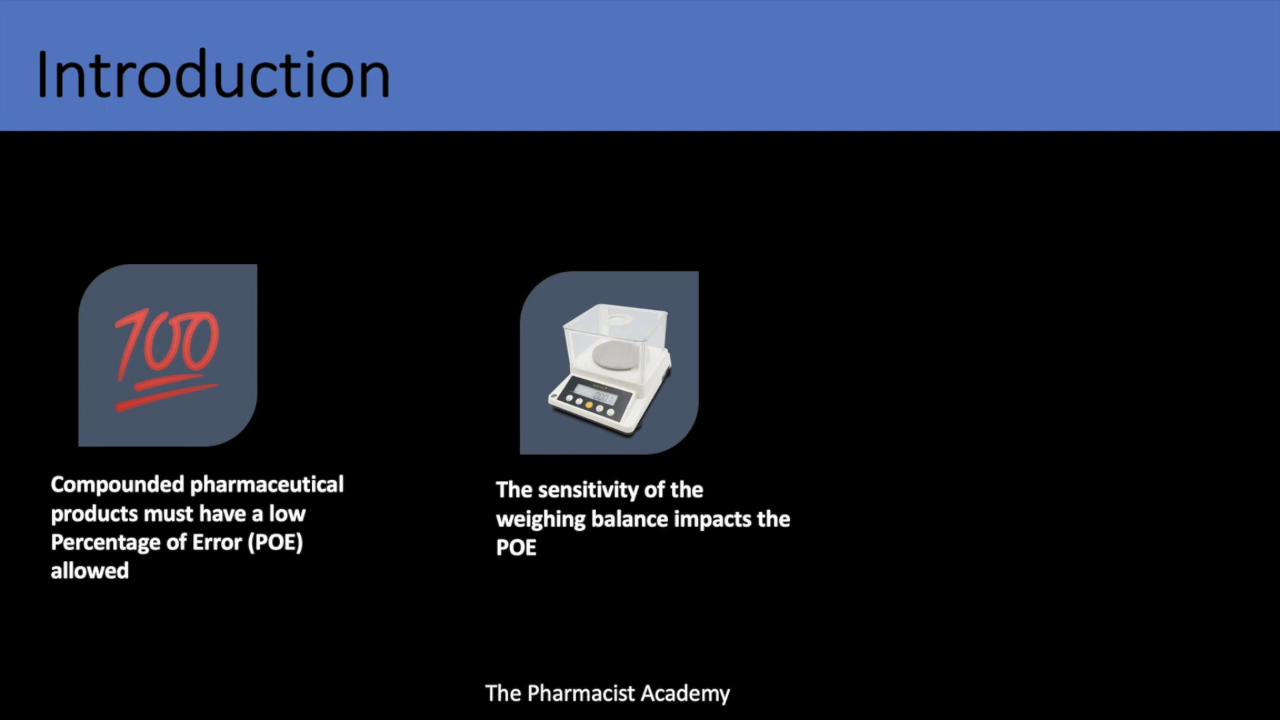 Introduction
100
Compounded pharmaceutical
products must have a low
Percentage of Error (POE)
allowed
The sensitivity of the
weighing balance impacts the
POE
The Pharmacist Academy